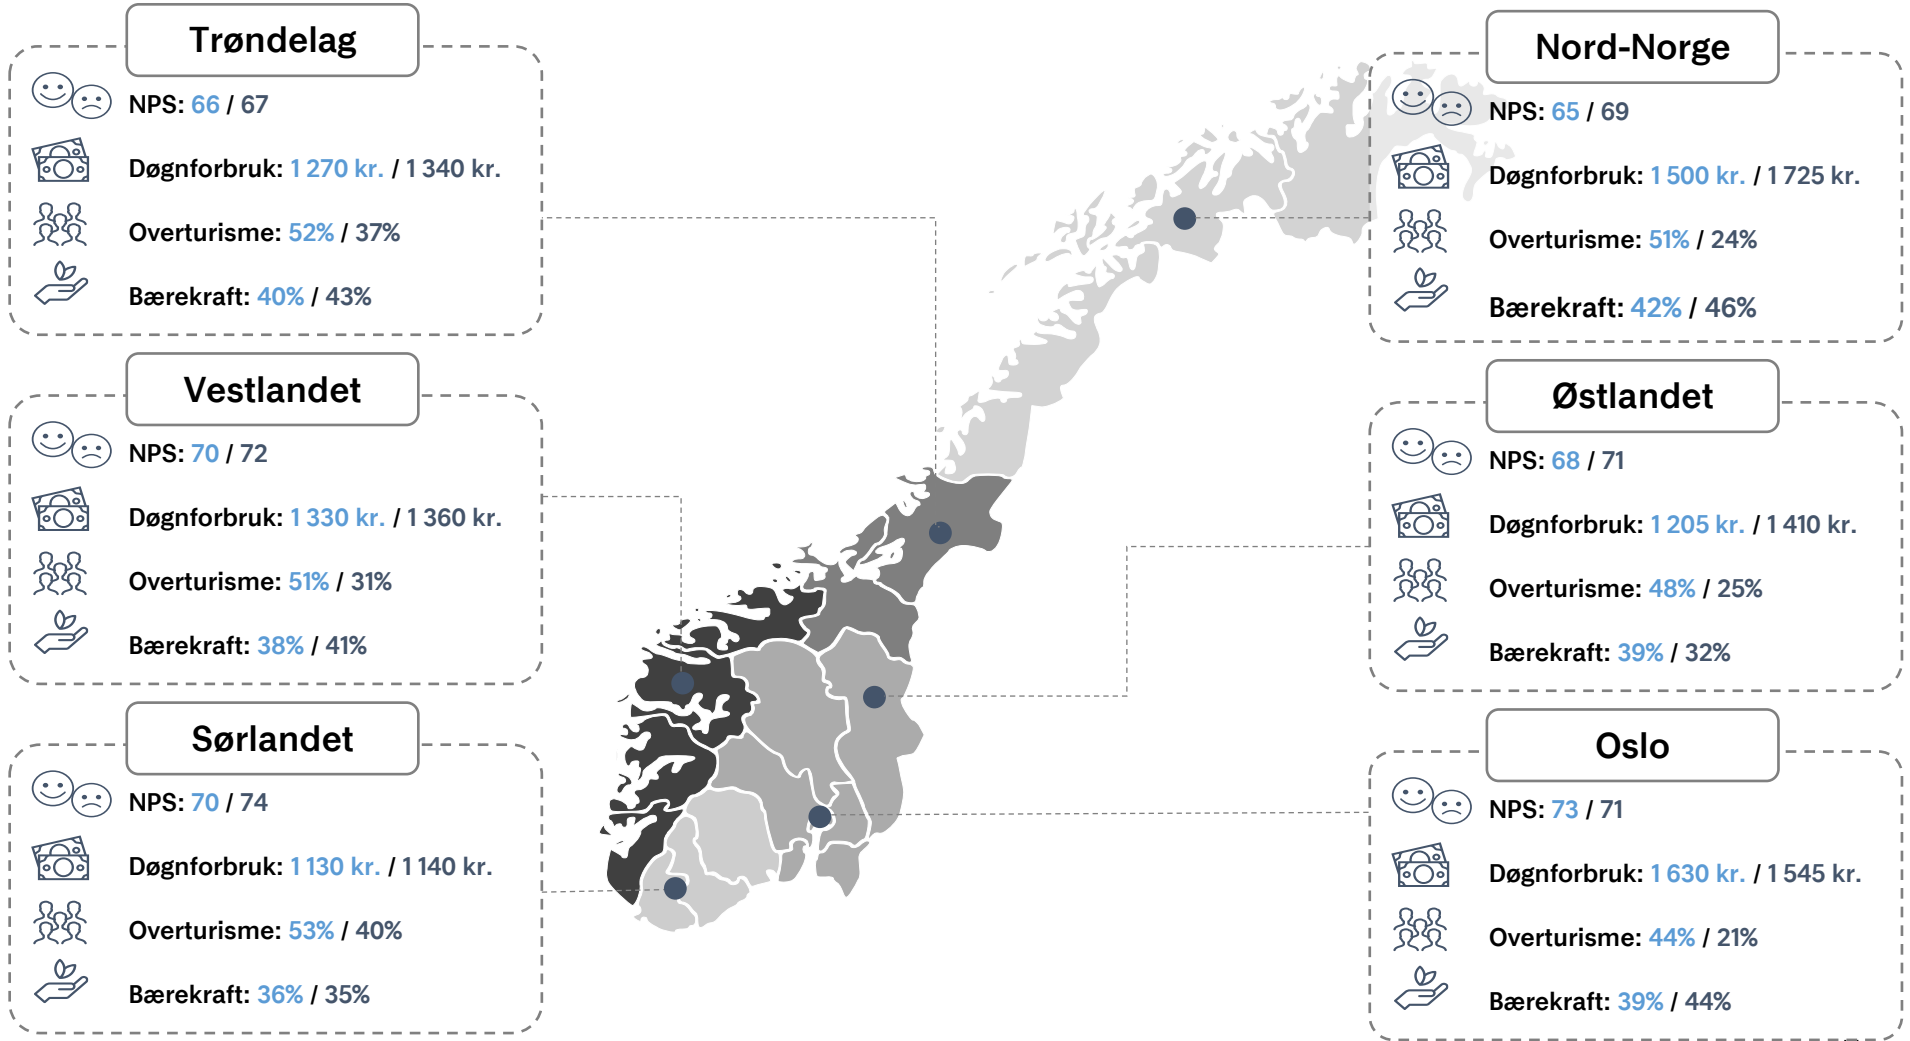 Trøndelag
NPS: 66 / 67
Døgnforbruk: 1 270 kr. / 1 340 kr.
Overturisme: 52% / 37%
Bærekraft: 40% / 43%
Vestlandet
NPS: 70 / 72
Døgnforbruk: 1 330 kr. / 1 360 kr.
Overturisme: 51% / 31%
Bærekraft: 38% / 41%
Sørlandet
NPS: 70 / 74
Døgnforbruk: 1 130 kr. / 1 140 kr.
Overturisme: 53% / 40%
Bærekraft: 36% / 35%
Nord-Norge
NPS: 65 / 69
Døgnforbruk: 1 500 kr. / 1 725 kr.
Overturisme: 51% / 24%
Bærekraft: 42% / 46%
Østlandet
NPS: 68 / 71
Døgnforbruk: 1 205 kr. / 1 410 kr.
Overturisme: 48% / 25%
Bærekraft: 39% / 32%
Oslo
NPS: 73 / 71
Døgnforbruk: 1 630 kr. / 1 545 kr.
Overturisme: 44% / 21%
Bærekraft: 39% / 44%